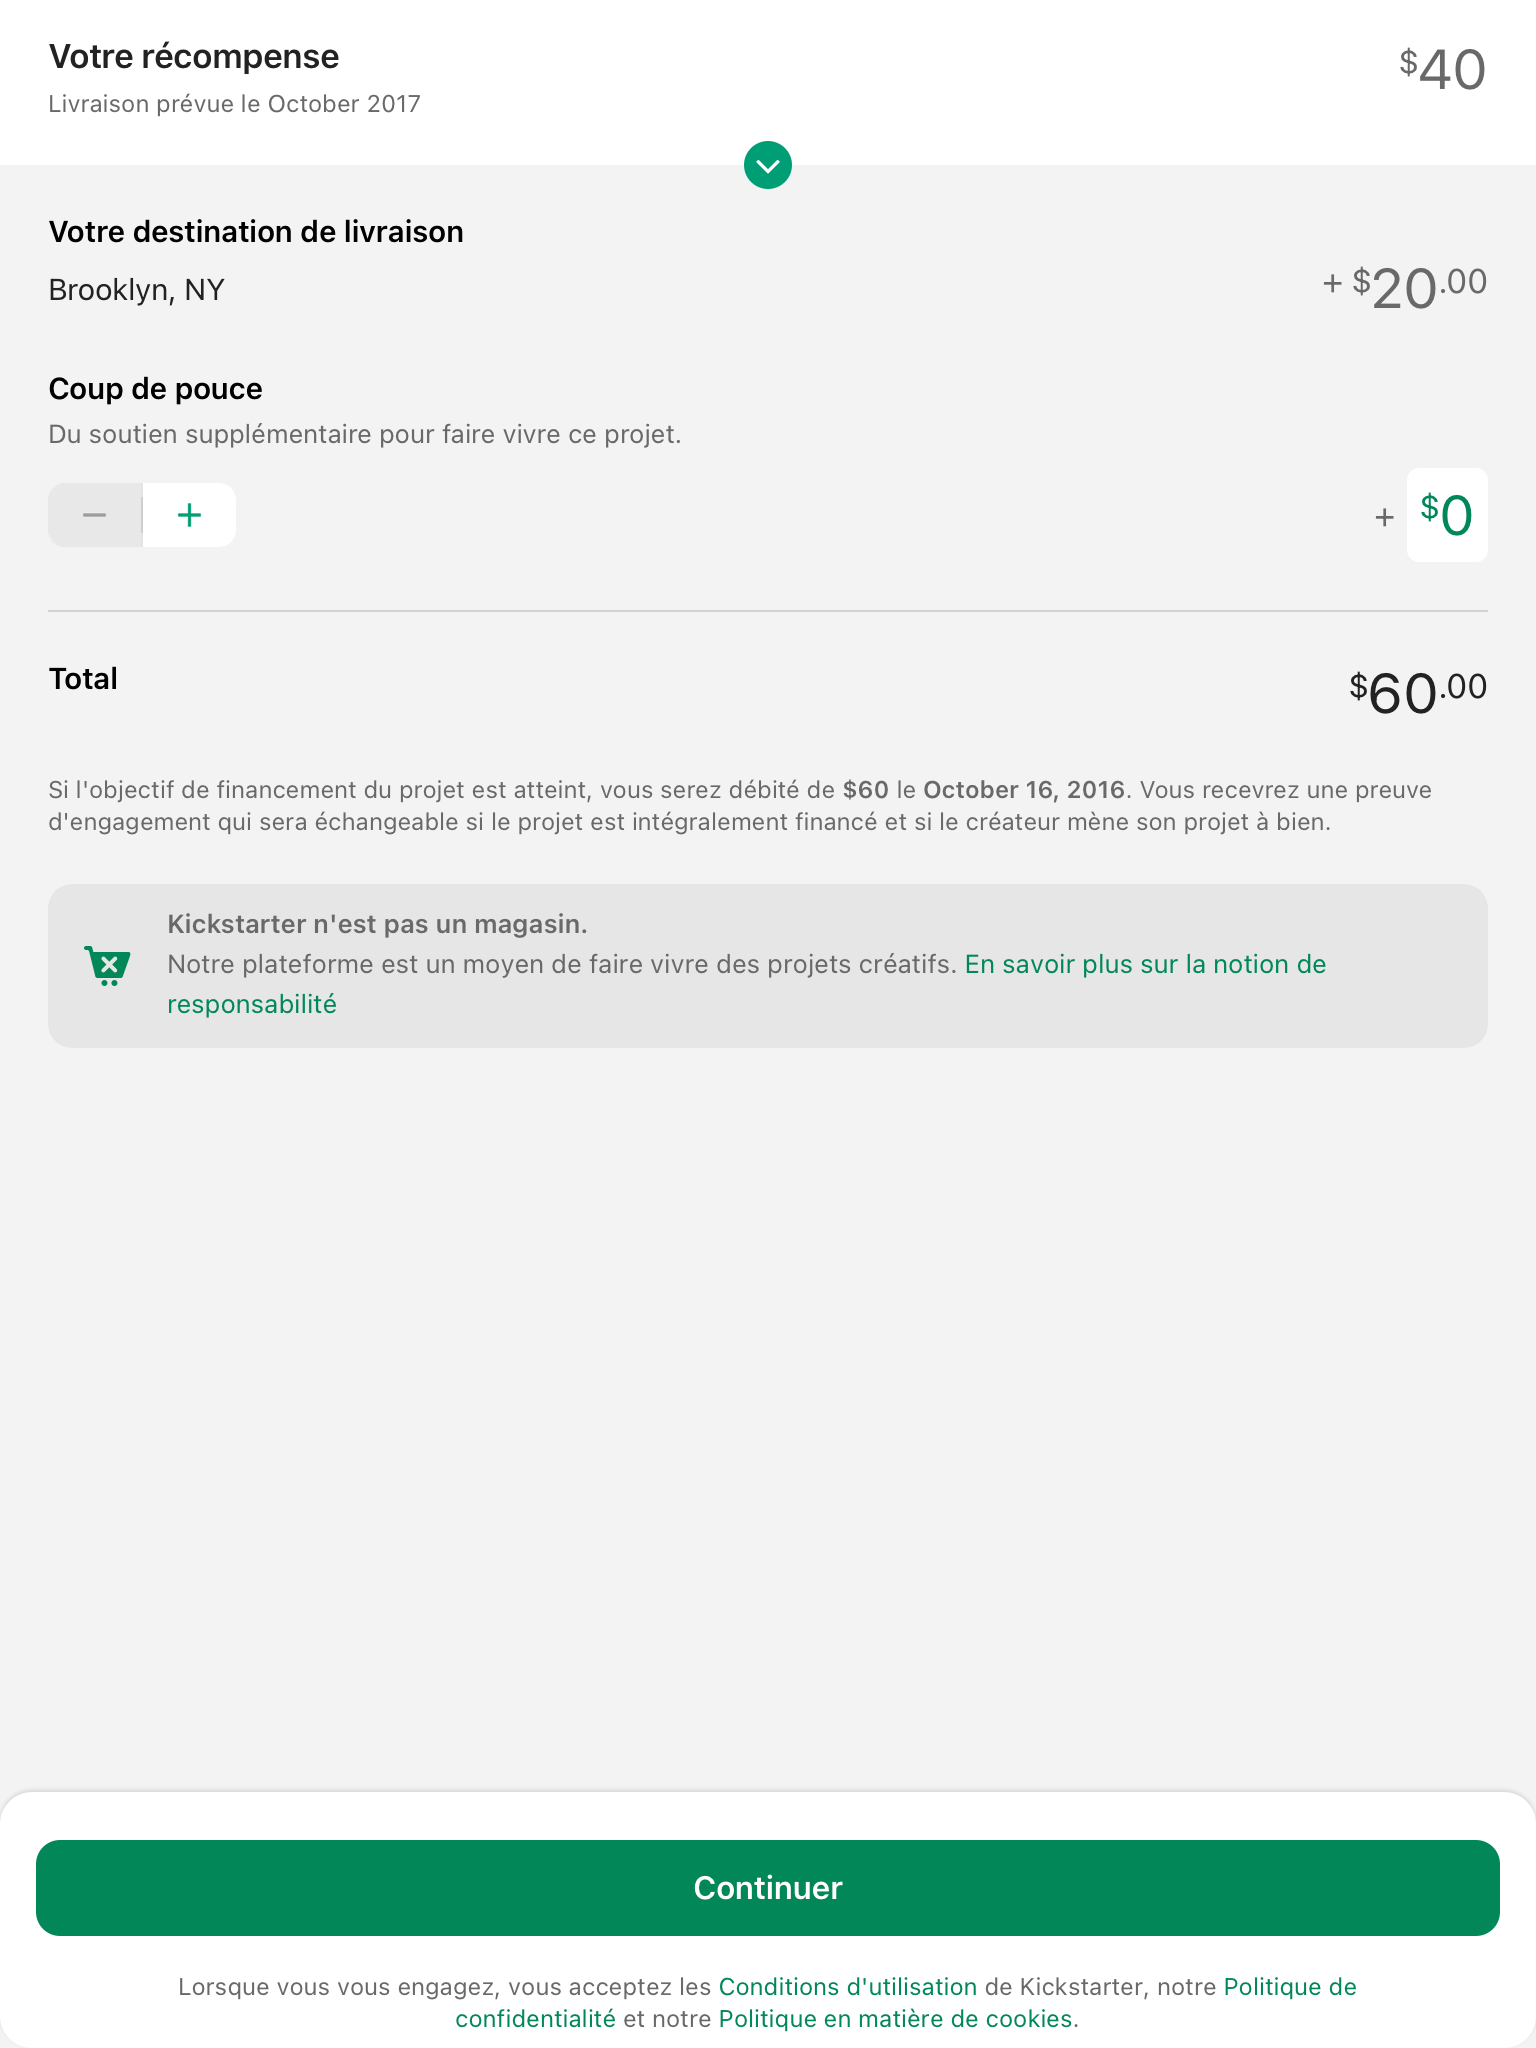 Votre récompense
$40
Livraison prévue le October 2017
Votre destination de livraison
Brooklyn, NY
+ $20.00
Coup de pouce
Du soutien supplémentaire pour faire vivre ce projet.
− +
+ $0
Total
$60.00
Si l'objectif de financement du projet est atteint, vous serez débité de $60 le October 16, 2016. Vous recevrez une preuve
d'engagement qui sera échangeable si le projet est intégralement financé et si le créateur mène son projet à bien.
Kickstarter n'est pas un magasin.
Notre plateforme est un moyen de faire vivre des projets créatifs. En savoir plus sur la notion de
responsabilité
Continuer
Lorsque vous vous engagez, vous acceptez les Conditions d'utilisation de Kickstarter, notre Politique de
confidentialité et notre Politique en matière de cookies.